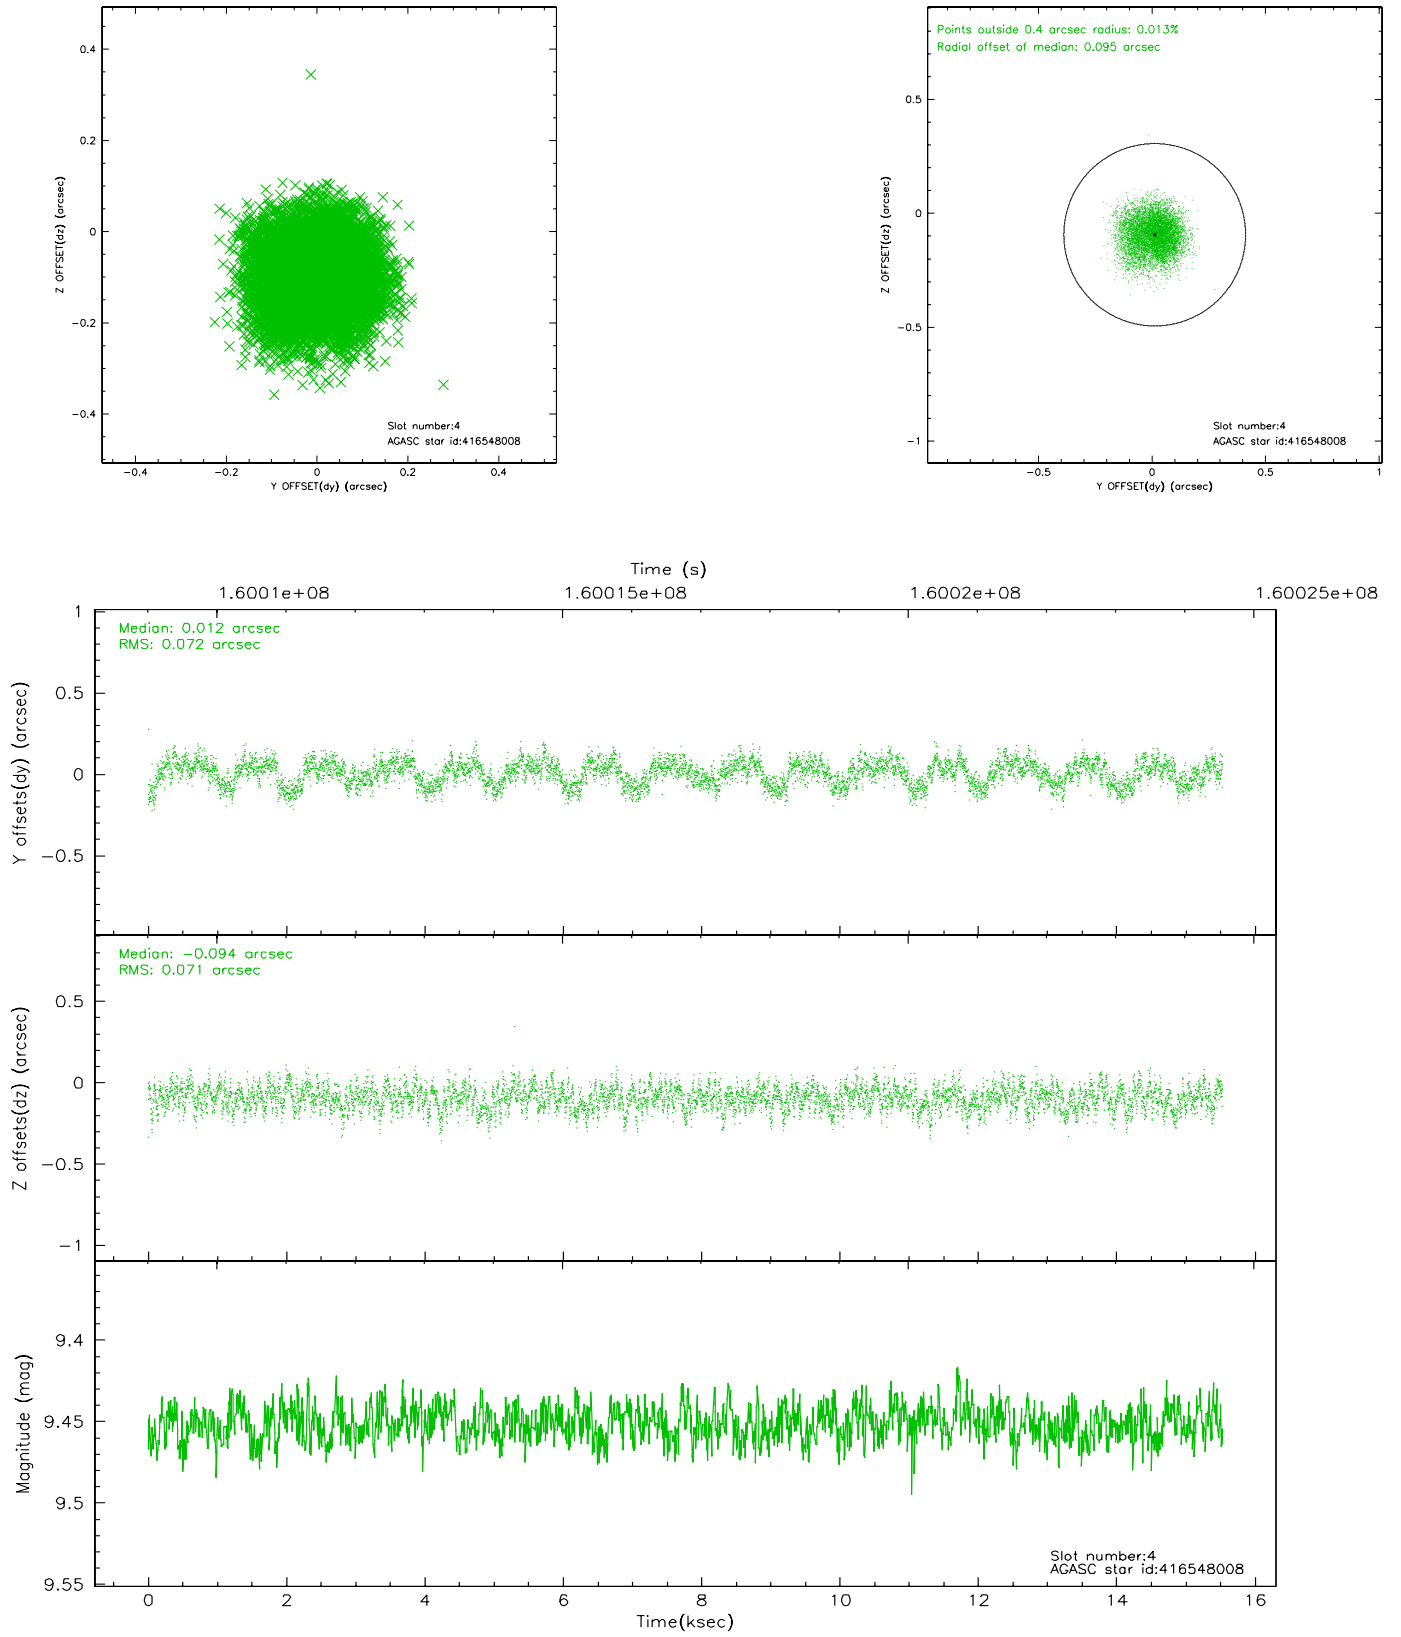 0.4
0.2
0
−0.2
−0.4
Z OFFSET(dz) (arcsec)
Slot number:4
AGASC star id:416548008
−0.4 −0.2 0 0.2 0.4
Y OFFSET(dy) (arcsec)
Points outside 0.4 arcsec radius: 0.013%
Radial offset of median: 0.095 arcsec
0.5
0
−0.5
−1
Z OFFSET(dz) (arcsec)
Slot number:4
AGASC star id:416548008
−0.5 0 0.5 1
Y OFFSET(dy) (arcsec)
Time (s)
1.6001e+08 1.60015e+08 1.6002e+08 1.60025e+08
Median: 0.012 arcsec
RMS: 0.072 arcsec
1
0.5
0
−0.5
Y offsets(dy) (arcsec)
Median: −0.094 arcsec
RMS: 0.071 arcsec
0.5
0
−0.5
−1
Z offsets(dz) (arcsec)
9.4
9.45
9.5
9.55
Magnitude (mag)
Slot number:4
AGASC star id:416548008
0 2 4 6 8 10 12 14 16
Time(ksec)